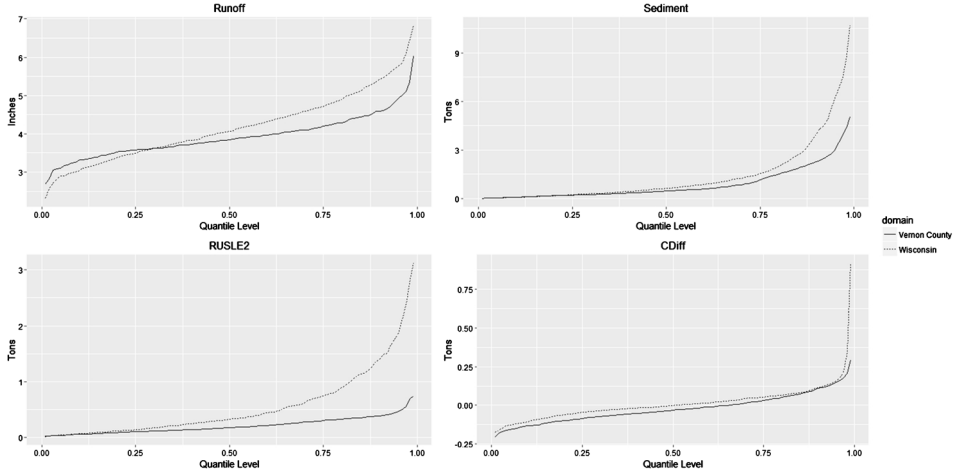 Runoff
7
6
5
4
3
Inches
0.00 0.25 0.50 0.75 1.00
Quantile Level
Sediment
9
6
3
0
Tons
0.00 0.25 0.50 0.75 1.00
Quantile Level
RUSLE2
3
2
1
0
Tons
0.00 0.25 0.50 0.75 1.00
Quantile Level
CDiff
0.75
0.50
0.25
0.00
-0.25
Tons
0.00 0.25 0.50 0.75 1.00
Quantile Level
domain
Vernon County
Wisconsin